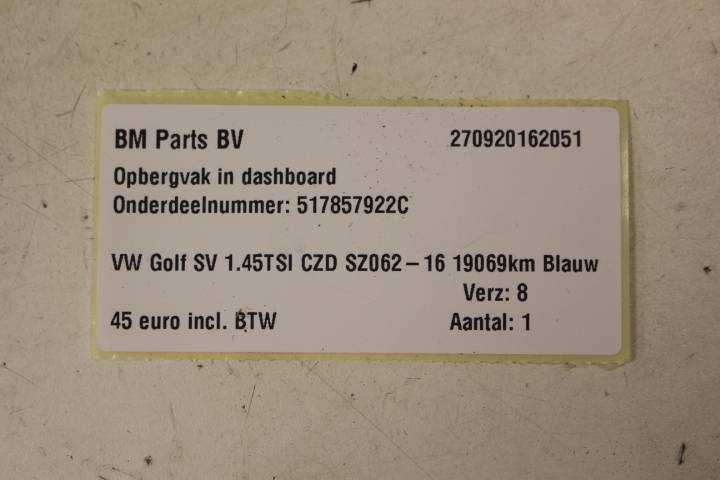 BM Parts BV 270920162051
Opbergvak in dashboard
Onderdeelnummer: 517857922C
VW Golf SV 1.45TSI CZD SZ062-16 19069km Blauw
Verz: 8
45 euro incl. BTW Aantal: 1